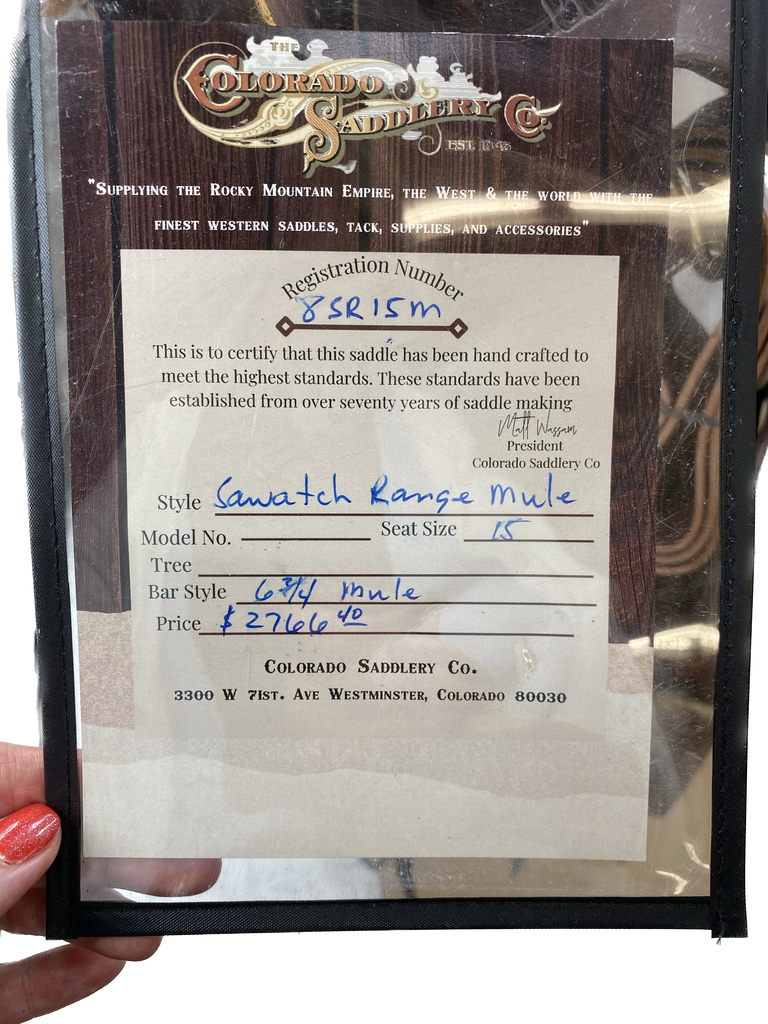 THE
COLORADO
SADDLERY CO.
EST. 1945
"SUPPLYING THE ROCKY MOUNTAIN EMPIRE, THE WEST & THE WORLD WITH THE
FINEST WESTERN SADDLES, TACK, SUPPLIES, AND ACCESSORIES"
Registration Number
8SR15M
This is to certify that this saddle has been hand crafted to
meet the highest standards. These standards have been
established from over seventy years of saddle making
Matt Wassam
President
Colorado Saddlery Co
Style Sawatch Range Mule
Model No. Seat Size 15
Tree
Bar Style 6 3/4 Mule
Price $2766 40
COLORADO SADDLERY CO.
3300 W 71ST. AVE WESTMINSTER, COLORADO 80030